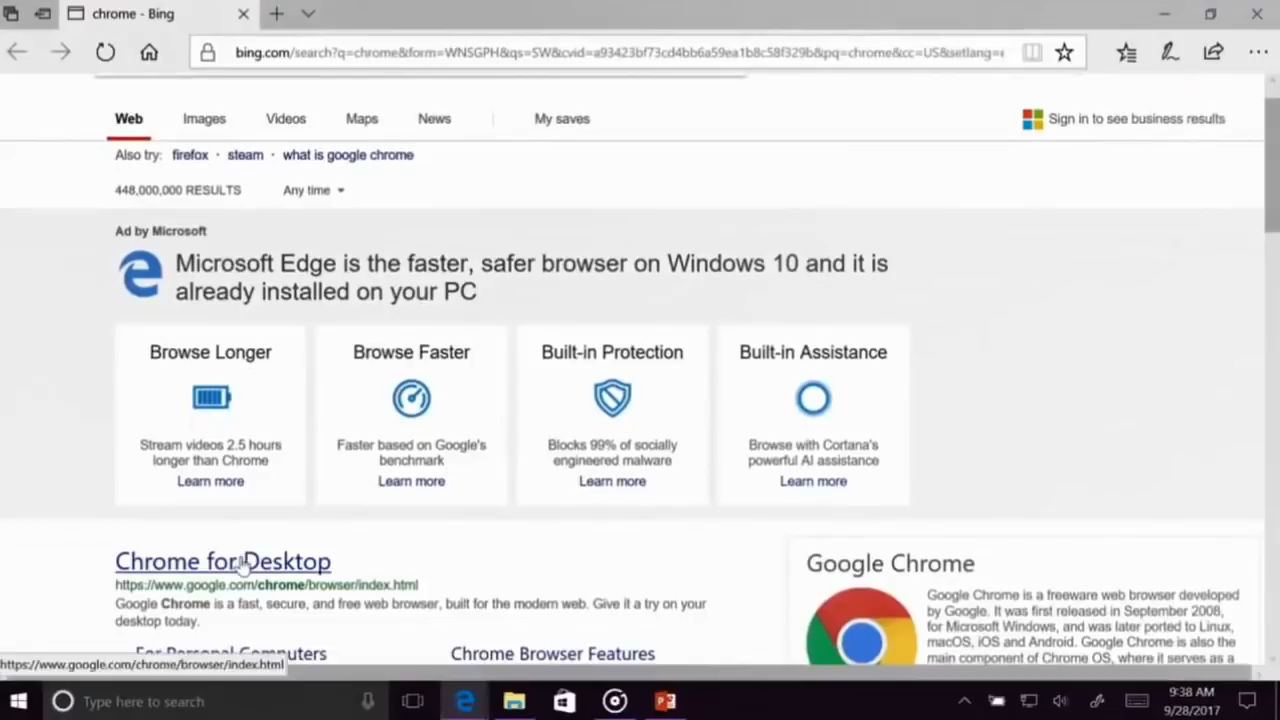 chrome - Bing
bing.com/search?q=chrome&form=WNSGPH&qs=SW&cvid=a93423bf73cd4bb6a59ea1b8c58f329b&pq=chrome&cc=US&setlang=e
Web Images Videos Maps News My saves
Sign in to see business results
Also try: firefox · steam · what is google chrome
448,000,000 RESULTS Any time
Ad by Microsoft
Microsoft Edge is the faster, safer browser on Windows 10 and it is
already installed on your PC
Browse Longer
Stream videos 2.5 hours
longer than Chrome
Learn more
Browse Faster
Faster based on Google's
benchmark
Learn more
Built-in Protection
Blocks 99% of socially
engineered malware
Learn more
Built-in Assistance
Browse with Cortana's
powerful AI assistance
Learn more
Chrome for Desktop
https://www.google.com/chrome/browser/index.html
Google Chrome is a fast, secure, and free web browser, built for the modern web. Give it a try on your
desktop today.
For Personal Computers
Chrome Browser Features
Google Chrome
Google Chrome is a freeware web browser developed
by Google. It was first released in September 2008,
for Microsoft Windows, and was later ported to Linux,
macOS, iOS and Android. Google Chrome is also the
main component of Chrome OS, where it serves as a
https://www.google.com/chrome/browser/index.html
Type here to search
9:38 AM
9/28/2017